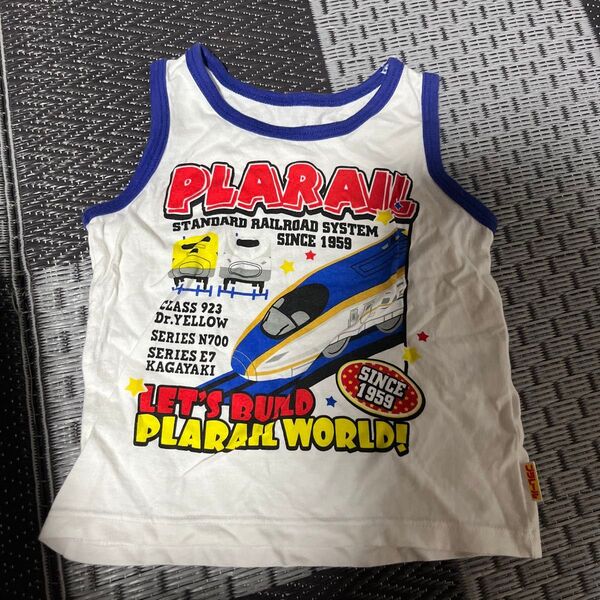 PLARAIL
STANDARD RAILROAD SYSTEM
SINCE 1959
CLASS 923
DR.YELLOW
SERIES N700
SERIES E7
KAGAYAKI
SINCE
1959
LET'S BUILD
PLARAIL WORLD!